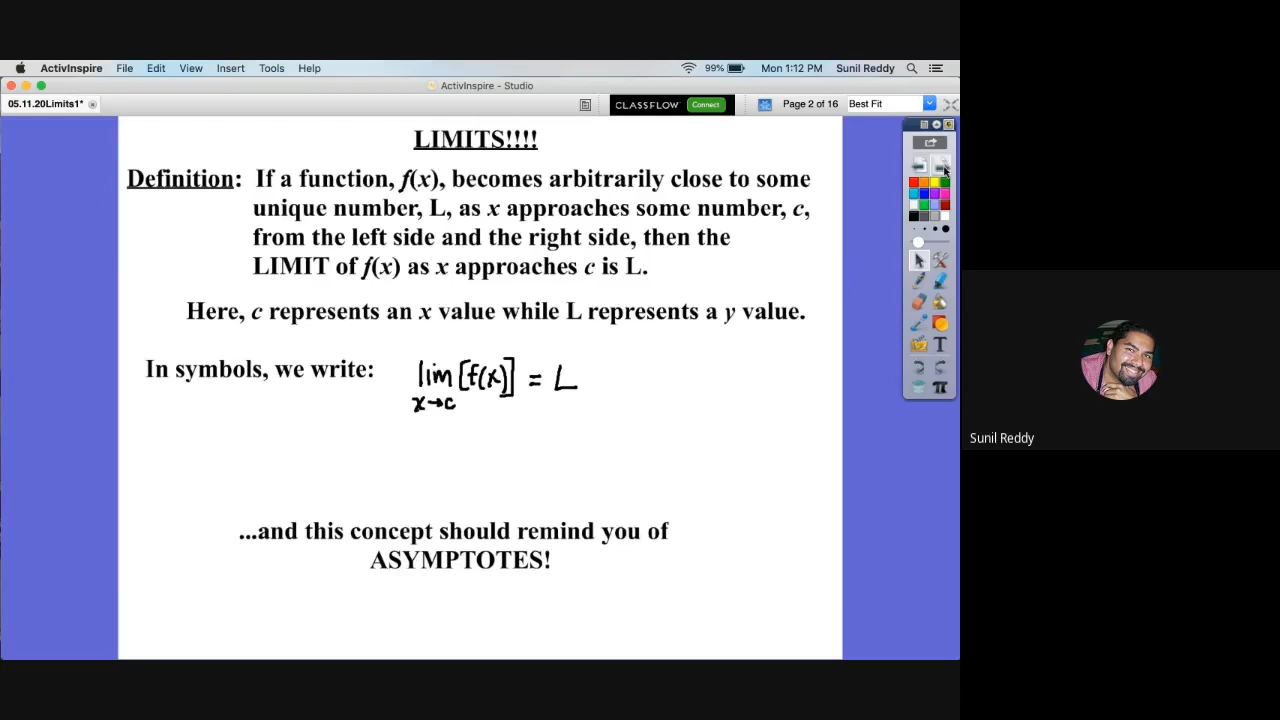 ActivInspire File Edit View Insert Tools Help 99% Mon 1:12 PM Sunil Reddy
ActivInspire - Studio
05.11.20Limits1* CLASSFLOW Connect Page 2 of 16 Best Fit
LIMITS!!!!
Definition: If a function, f(x), becomes arbitrarily close to some
unique number, L, as x approaches some number, c,
from the left side and the right side, then the
LIMIT of f(x) as x approaches c is L.
Here, c represents an x value while L represents a y value.
In symbols, we write: lim [f(x)] = L
x→c
...and this concept should remind you of
ASYMPTOTES!
T
Sunil Reddy